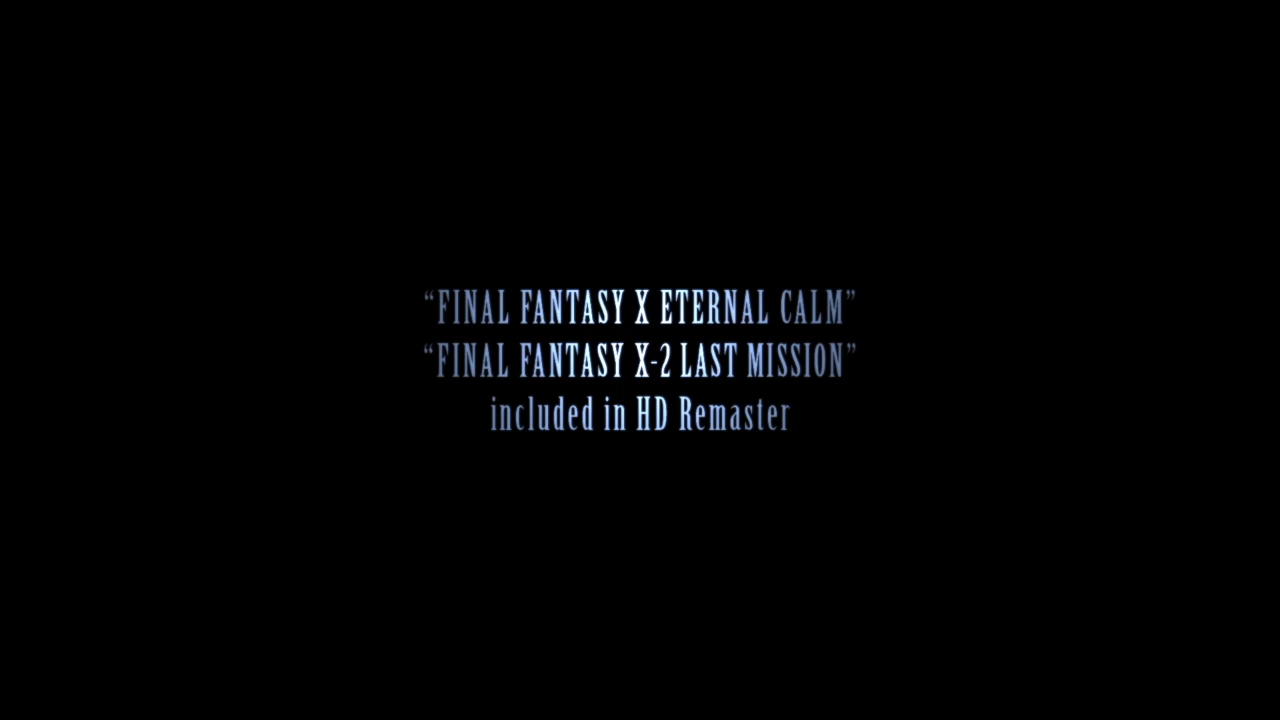 “FINAL FANTASY X ETERNAL CALM”
“FINAL FANTASY X-2 LAST MISSION”
included in HD Remaster